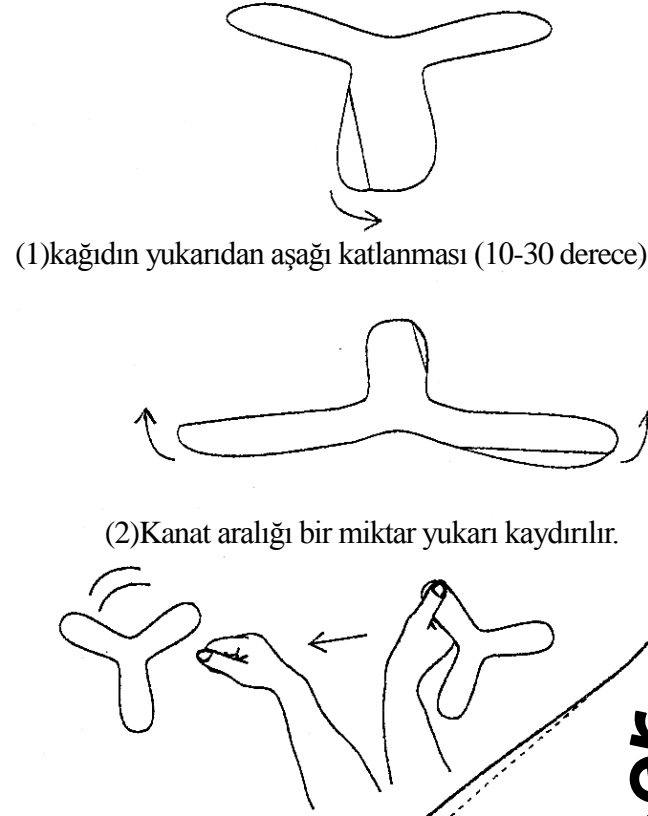 (1)kağıdın yukarıdan aşağı katlanması (10-30 derece)
(2)Kanat aralığı bir miktar yukarı kaydırılır.